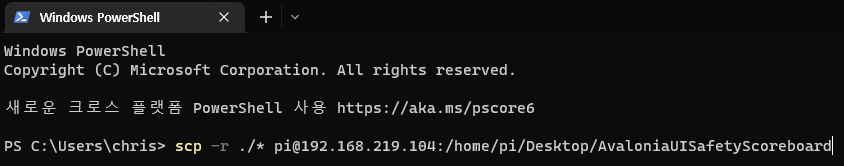 Windows PowerShell
Windows PowerShell
Copyright (C) Microsoft Corporation. All rights reserved.
새로운 크로스 플랫폼 PowerShell 사용 https://aka.ms/pscore6
PS C:\Users\chris> scp -r ./* pi@192.168.219.104:/home/pi/Desktop/AvaloniaUISafetyScoreboard